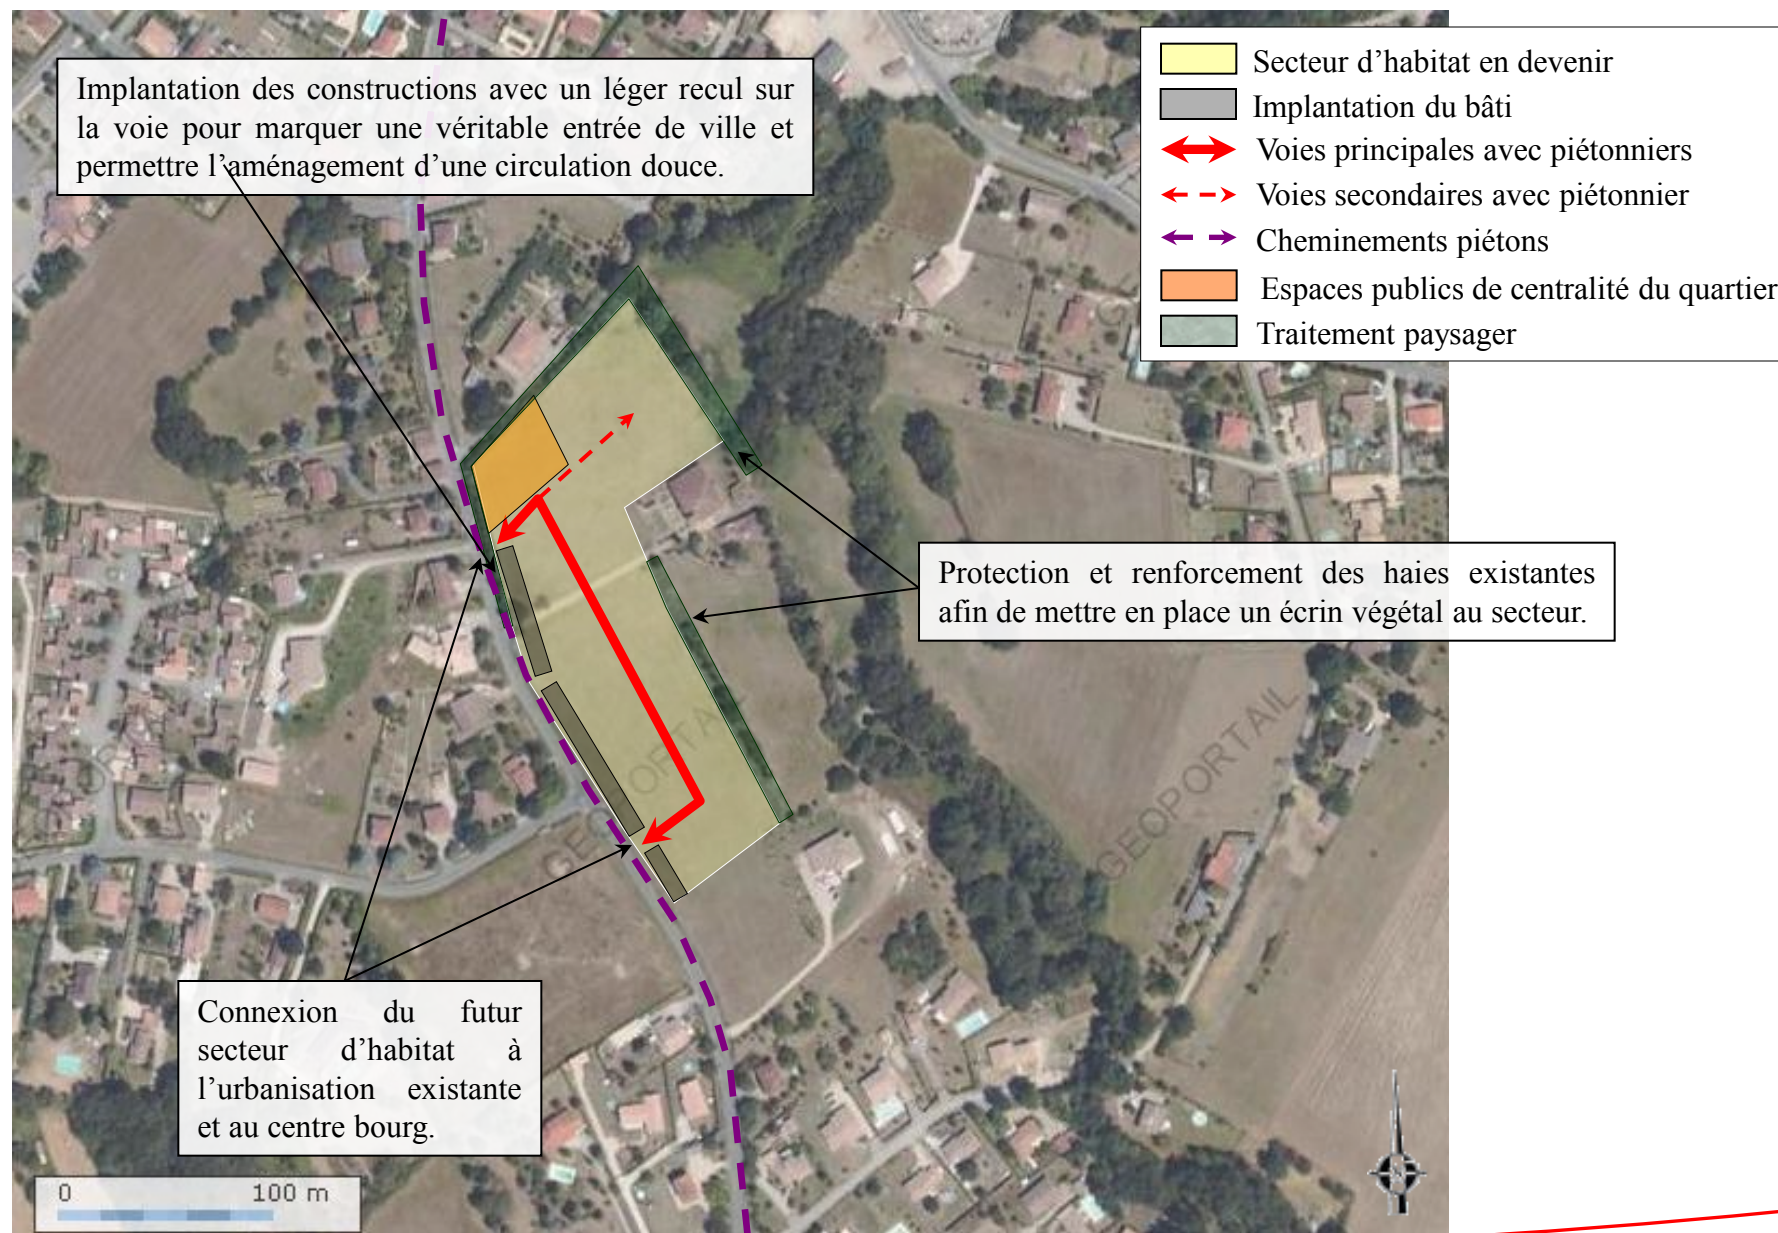 Implantation des constructions avec un léger recul sur
la voie pour marquer une véritable entrée de ville et
permettre l'aménagement d'une circulation douce.
Secteur d'habitat en devenir
Implantation du bâti
Voies principales avec piétonniers
Voies secondaires avec piétonnier
Cheminements piétons
Espaces publics de centralité du quartier
Traitement paysager
Protection et renforcement des haies existantes
afin de mettre en place un écrin végétal au secteur.
Connexion du futur
secteur d'habitat à
l'urbanisation existante
et au centre bourg.
GEOPORTAIL
GEOPORTAIL
0 100 m
N